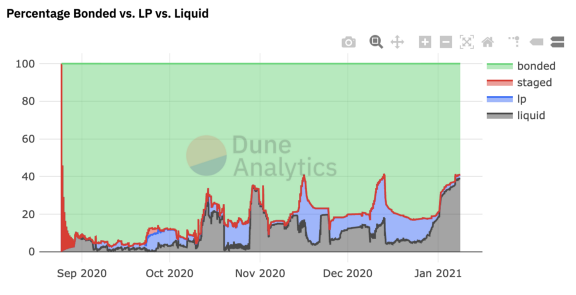 Percentage Bonded vs. LP vs. Liquid
100
80
60
40
20
0
Sep 2020
Oct 2020
Nov 2020
Dec 2020
Jan 2021
bonded
staged
lp
liquid
Dune
Analytics